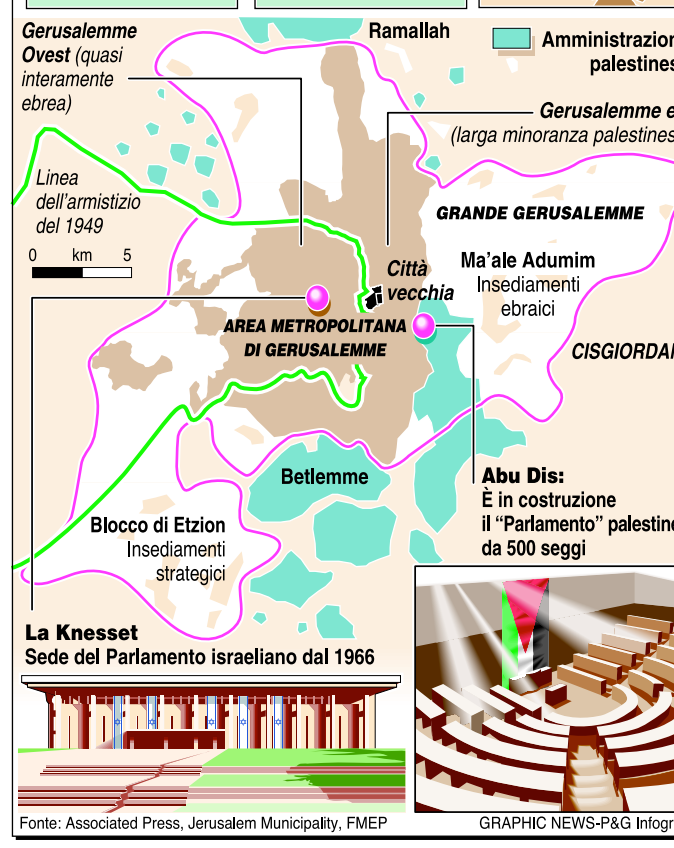 Gerusalemme
Ovest (quasi
interamente
ebrea)
Ramallah
Amministrazion
palestines
Gerusalemme e
(larga minoranza palestines
Linea
dell'armistizio
del 1949
0 km 5
GRANDE GERUSALEMME
Città
vecchia
Ma'ale Adumim
Insediamenti
ebraici
AREA METROPOLITANA
DI GERUSALEMME
CISGIORDAN
Betlemme
Abu Dis:
È in costruzione
il “Parlamento” palestine
da 500 seggi
Blocco di Etzion
Insediamenti
strategici
La Knesset
Sede del Parlamento israeliano dal 1966
Fonte: Associated Press, Jerusalem Municipality, FMEP
GRAPHIC NEWS-P&G Infogr